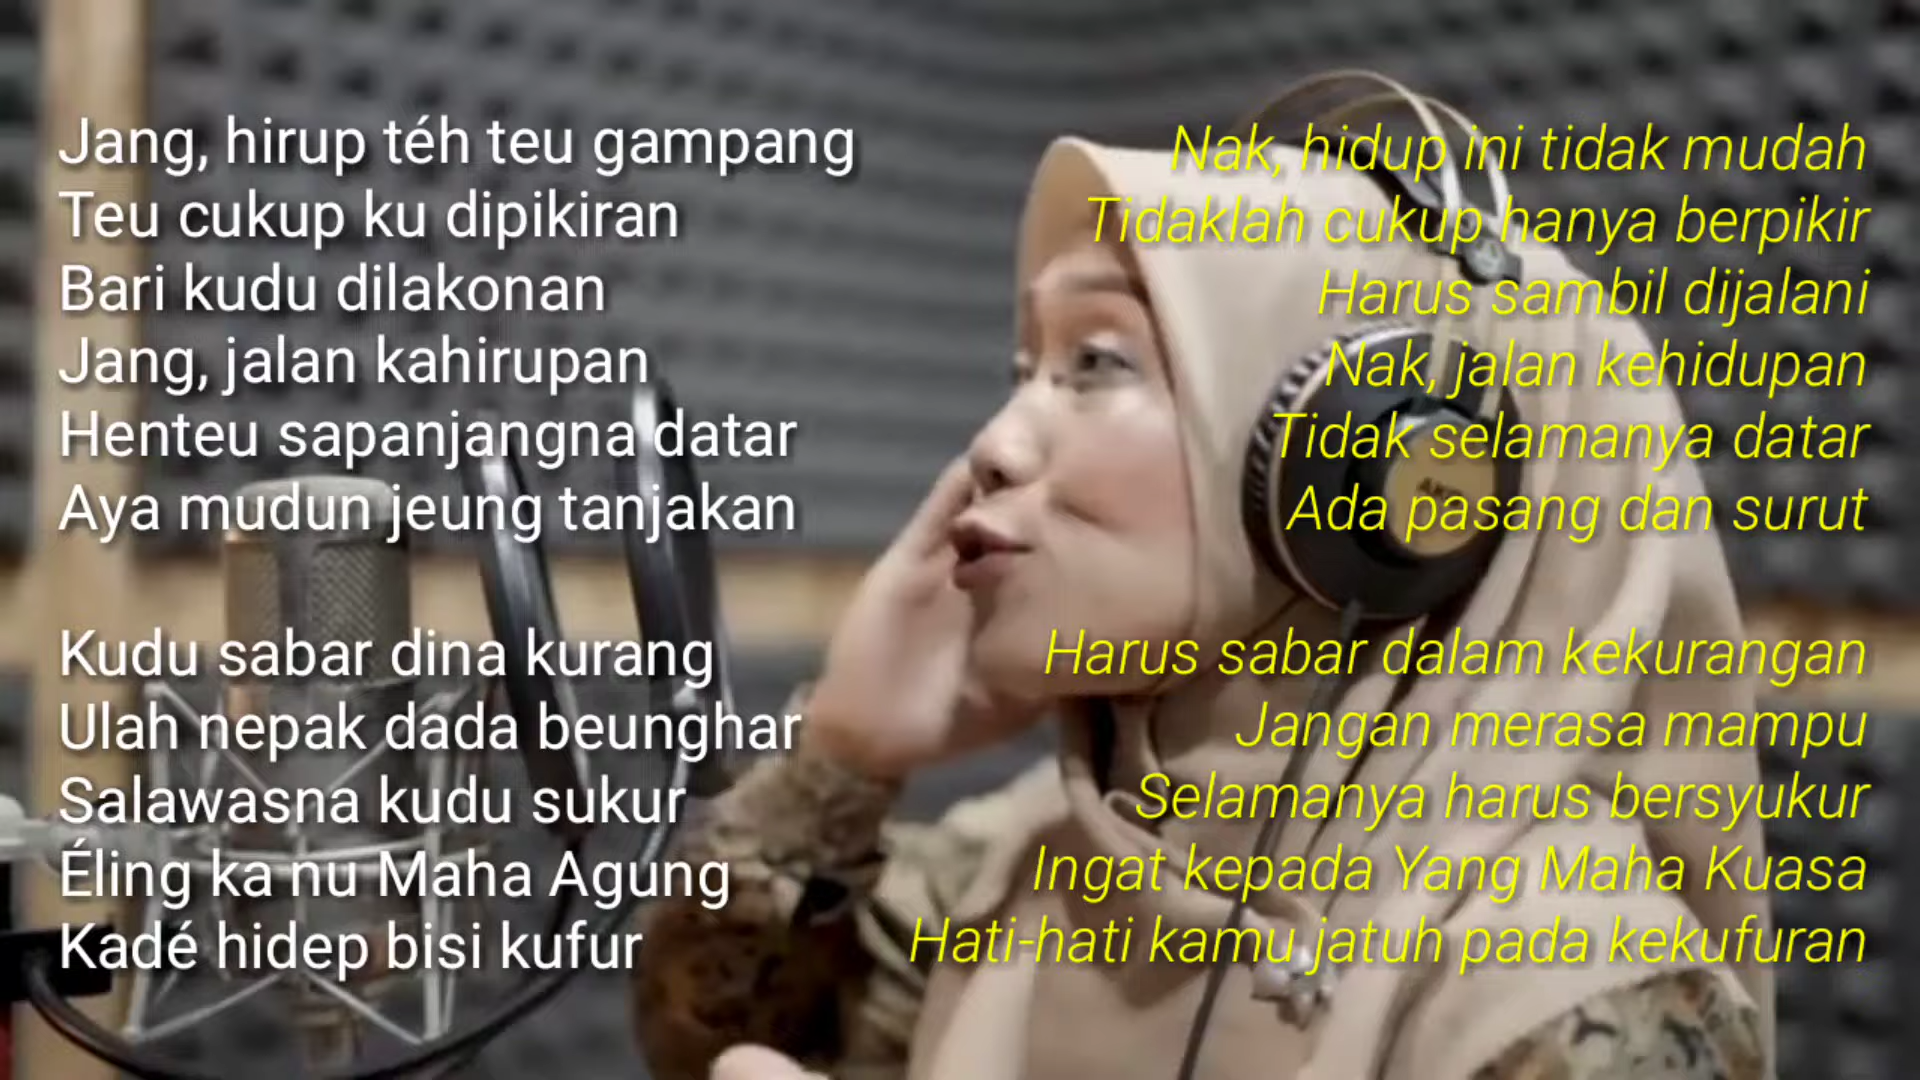 Jang, hirup téh teu gampang
Teu cukup ku dipikiran
Bari kudu dilakonan
Jang, jalan kahirupan
Henteu sapanjangna datar
Aya mudun jeung tanjakan
Kudu sabar dina kurang
Ulah nepak dada beunghar
Salawasna kudu sukur
Éling ka nu Maha Agung
Kadé hidep bisi kufur
Nak, hidup ini tidak mudah
Tidaklah cukup hanya berpikir
Harus sambil dijalani
Nak, jalan kehidupan
Tidak selamanya datar
Ada pasang dan surut
Harus sabar dalam kekurangan
Jangan merasa mampu
Selamanya harus bersyukur
Ingat kepada Yang Maha Kuasa
Hati-hati kamu jatuh pada kekufuran